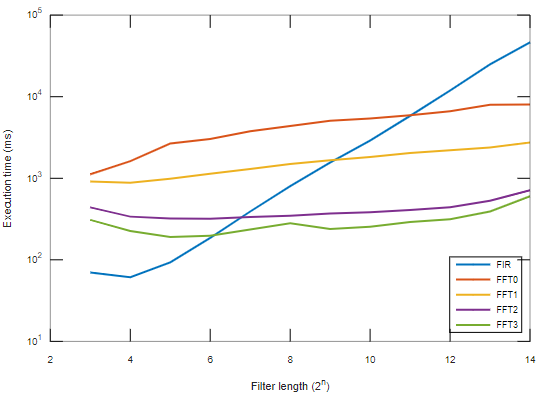 10^5
10^4
10^3
10^2
10^1
Execution time (ms)
2 4 6 8 10 12 14
Filter length (2^n)
FIR
FFT0
FFT1
FFT2
FFT3